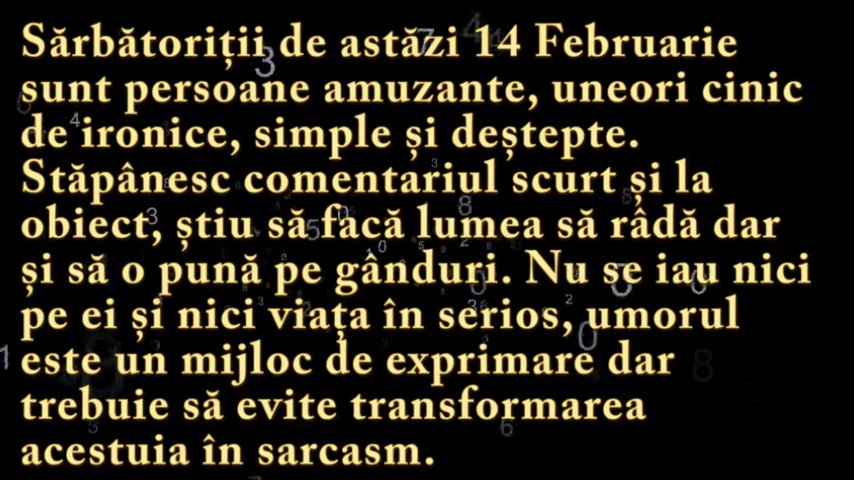 Sărbătoriții de astăzi 14 Februarie
sunt persoane amuzante, uneori cinic
de ironice, simple și deștepte.
Stăpânesc comentariul scurt și la
obiect, știu să facă lumea să râdă dar
și să o pună pe gânduri. Nu se iau nici
pe ei și nici viața în serios, umorul
este un mijloc de exprimare dar
trebuie să evite transformarea
acestuia în sarcasm.